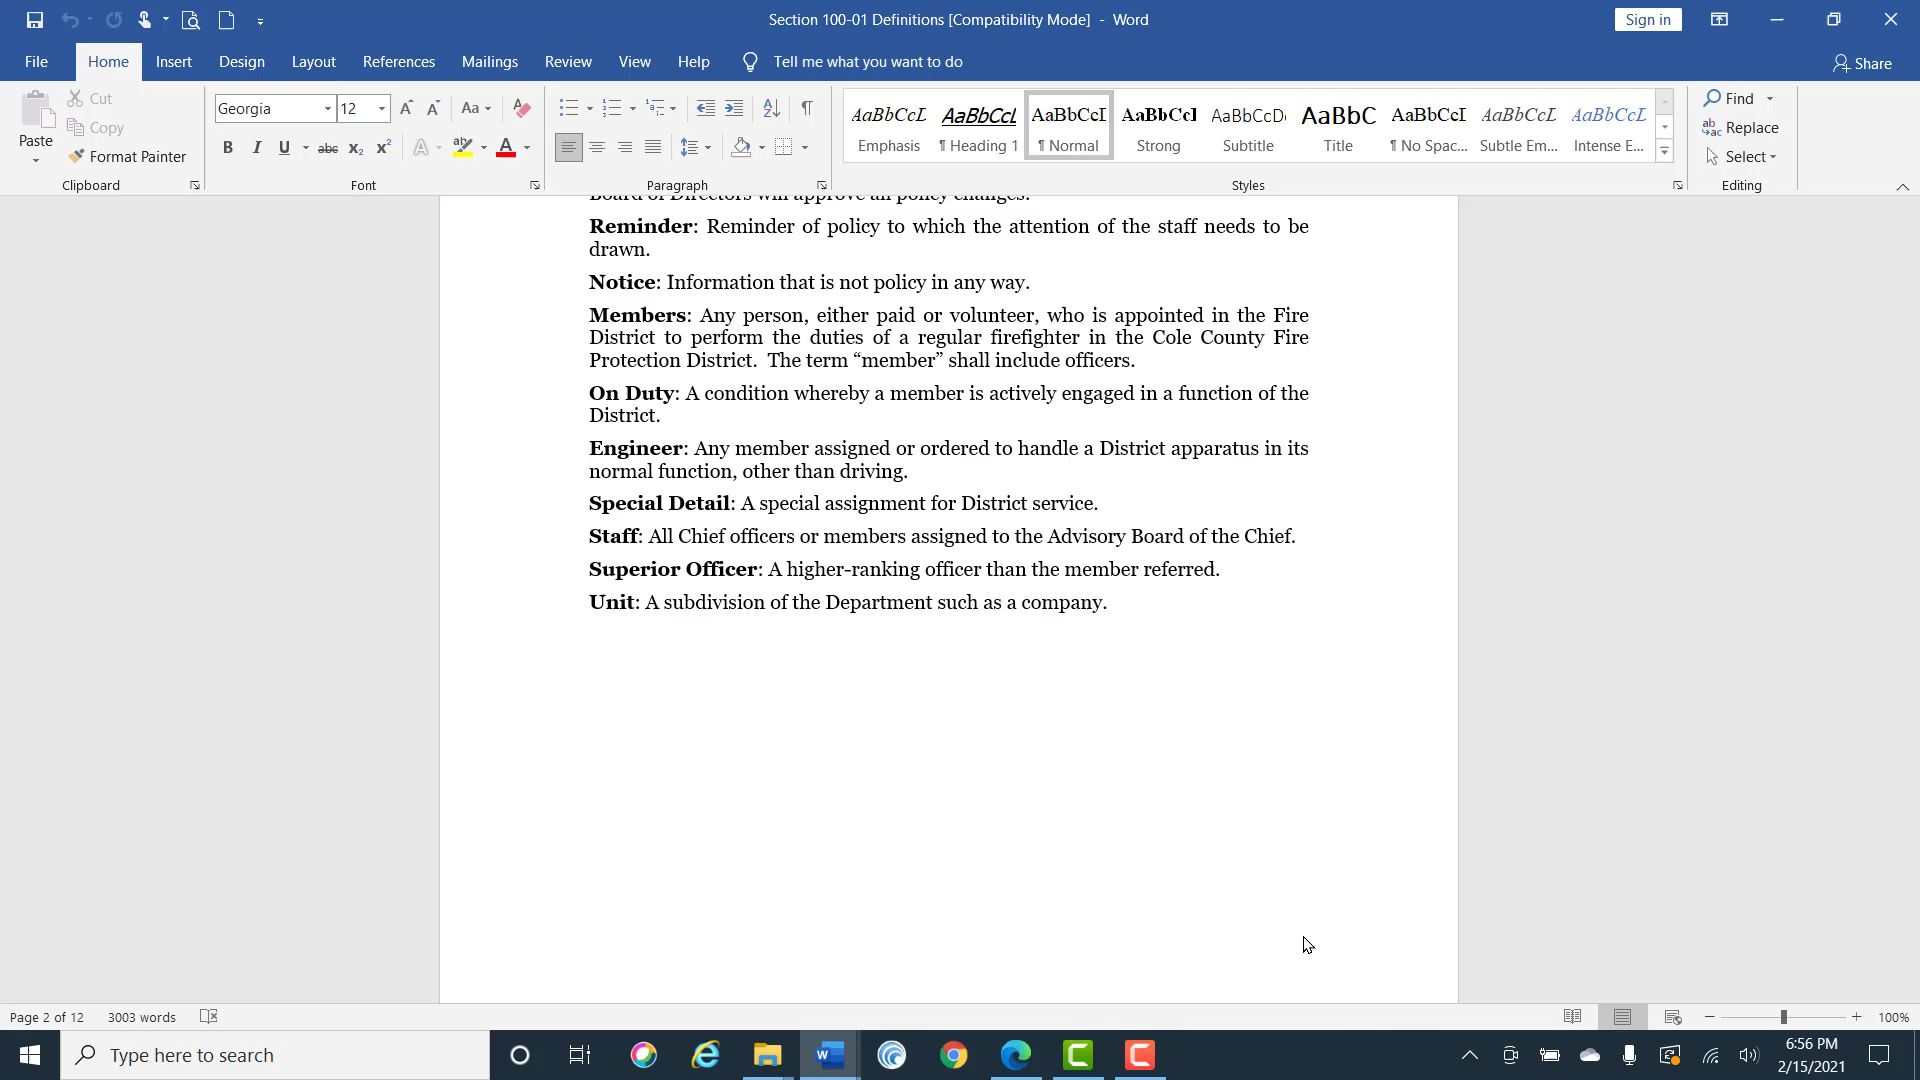 Section 100-01 Definitions [Compatibility Mode] - Word
Sign in
File Home Insert Design Layout References Mailings Review View Help Tell me what you want to do
Share
Paste
Cut
Copy
Format Painter
Clipboard
Georgia 12
Font
Paragraph
AaBbCcL AaBbCcL AaBbCcI AaBbCcI AaBbCcD AaBbC AaBbCcI AaBbCcL AaBbCcL
Emphasis ¶ Heading 1 ¶ Normal Strong Subtitle Title ¶ No Spac... Subtle Em... Intense E...
Styles
Find
Replace
Select
Editing
Board of Directors will approve all policy changes.
Reminder: Reminder of policy to which the attention of the staff needs to be
drawn.
Notice: Information that is not policy in any way.
Members: Any person, either paid or volunteer, who is appointed in the Fire
District to perform the duties of a regular firefighter in the Cole County Fire
Protection District. The term “member” shall include officers.
On Duty: A condition whereby a member is actively engaged in a function of the
District.
Engineer: Any member assigned or ordered to handle a District apparatus in its
normal function, other than driving.
Special Detail: A special assignment for District service.
Staff: All Chief officers or members assigned to the Advisory Board of the Chief.
Superior Officer: A higher-ranking officer than the member referred.
Unit: A subdivision of the Department such as a company.
Page 2 of 12 3003 words
100%
Type here to search
6:56 PM
2/15/2021